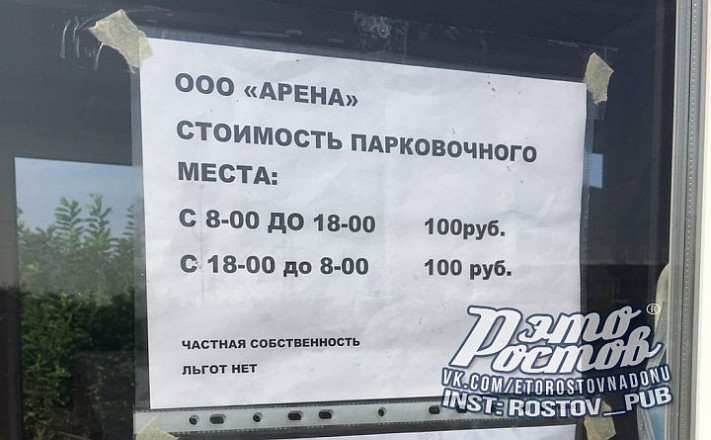 ООО «АРЕНА»
СТОИМОСТЬ ПАРКОВОЧНОГО
МЕСТА:
С 8-00 ДО 18-00 100руб.
С 18-00 до 8-00 100 руб.
ЧАСТНАЯ СОБСТВЕННОСТЬ
ЛЬГОТ НЕТ
Это Ростов ®
VK.COM/ETOROSTOVNADONU
INST: ROSTOV__PUB